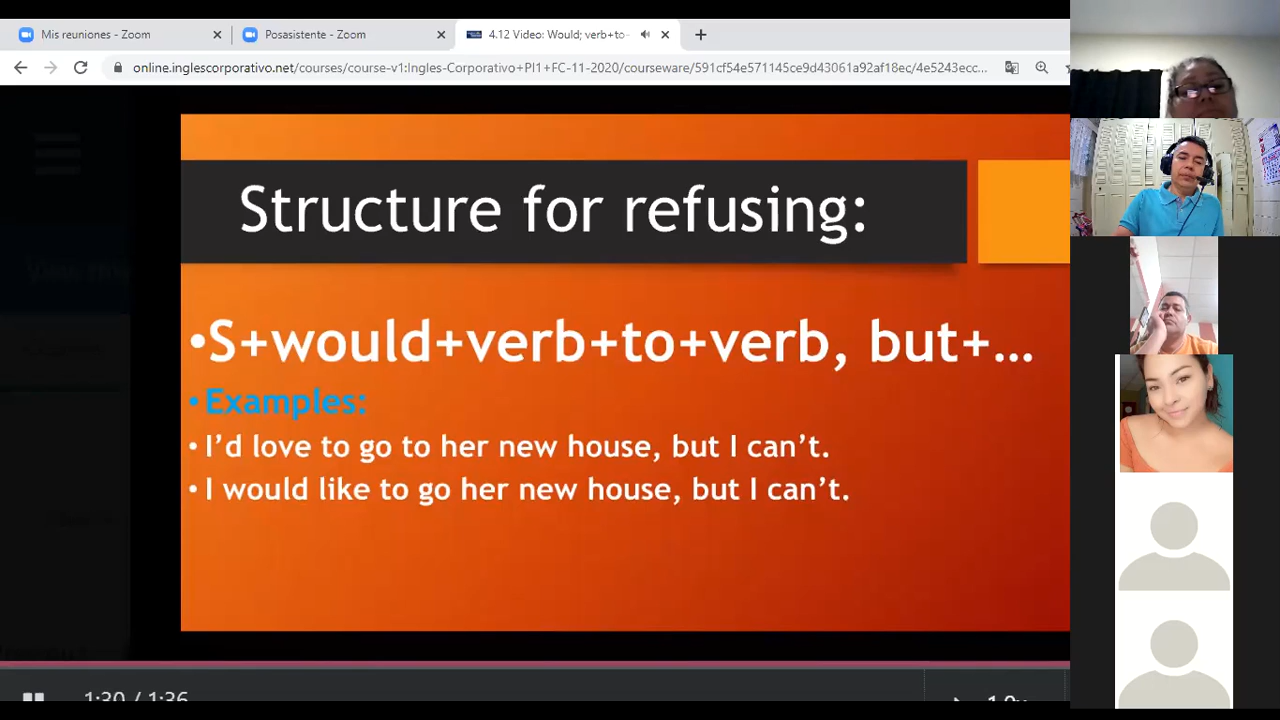 Mis reuniones - Zoom
Posasistente - Zoom
4.12 Video: Would; verb+to-
online.inglescorporativo.net/courses/course-v1:Ingles-Corporativo+PI1+FC-11-2020/courseware/591cf54e571145ce9d43061a92af18ec/4e5243ecc...
Structure for refusing:
•S+would+verb+to+verb, but+...
• Examples:
• I'd love to go to her new house, but I can't.
• I would like to go her new house, but I can't.
1:30 / 1:36